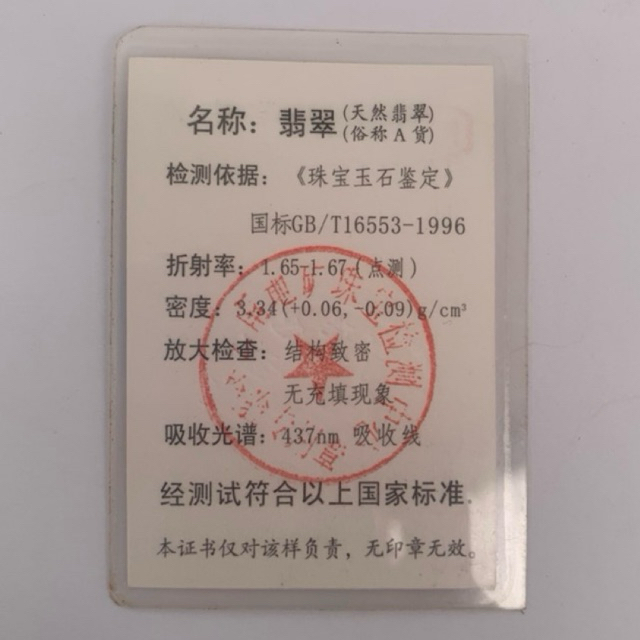 名称：翡翠(天然翡翠)
(俗称A货)
检测依据：《珠宝玉石鉴定》
国标GB/T16553-1996
折射率：1.65-1.67(点测)
密度：3.34(+0.06,-0.09)g/cm³
放大检查：结构致密
无充填现象
吸收光谱：437nm 吸收线
经测试符合以上国家标准.
本证书仅对该样负责，无印章无效。